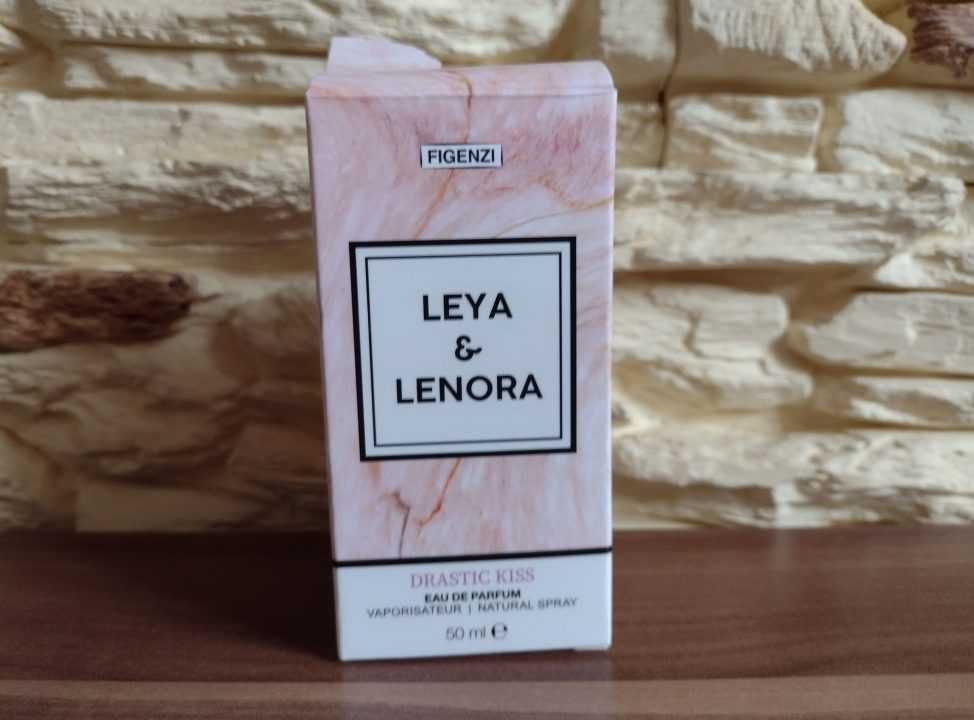 FIGENZI
LEYA
&
LENORA
DRASTIC KISS
EAU DE PARFUM
VAPORISATEUR | NATURAL SPRAY
50 ml ℮